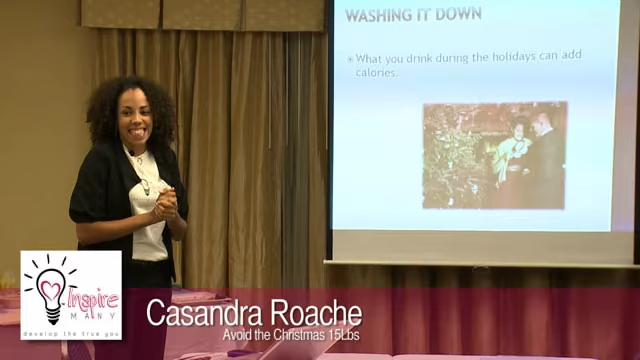 WASHING IT DOWN
What you drink during the holidays can add
calories.
Inspire
MANY
develop the true you
Casandra Roache
Avoid the Christmas 15Lbs